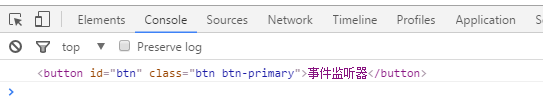 Elements Console Sources Network Timeline Profiles Application Se
top ▼ Preserve log
<button id="btn" class="btn btn-primary">事件监听器</button>
>